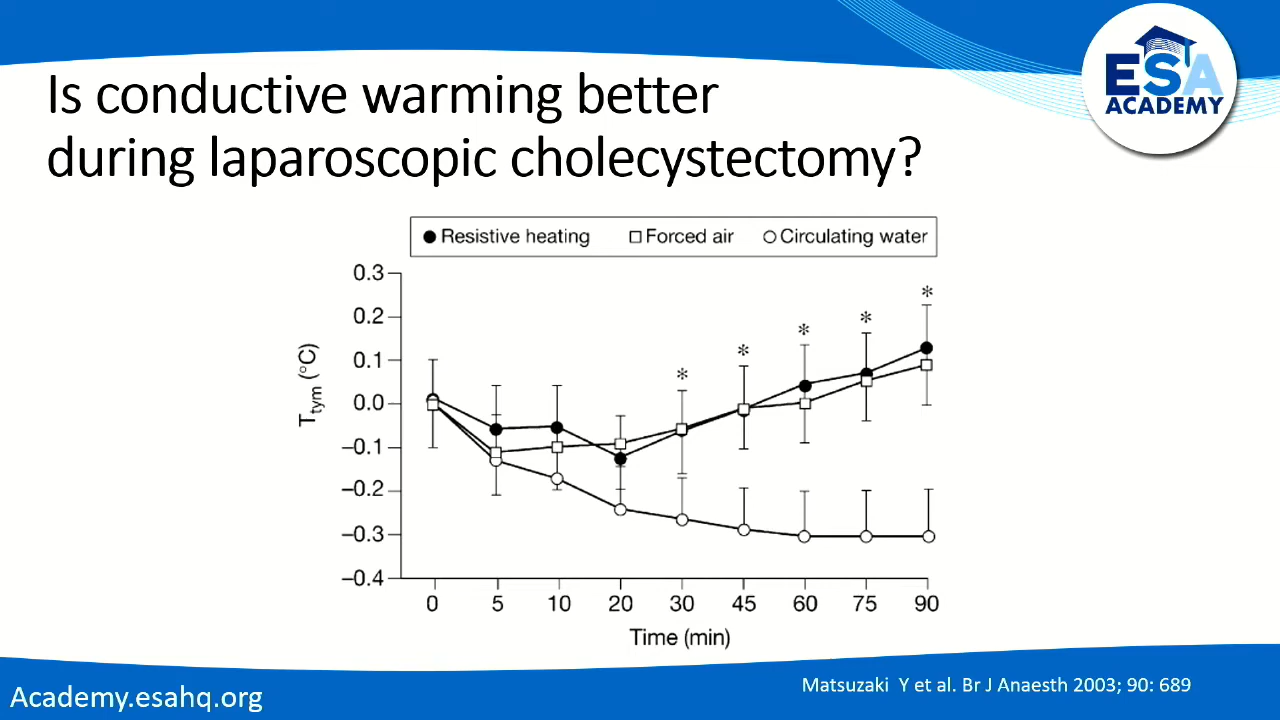 Is conductive warming better
during laparoscopic cholecystectomy?
ESA
ACADEMY
Resistive heating Forced air Circulating water
0.3
0.2
0.1
0.0
–0.1
–0.2
–0.3
–0.4
Ttym (°C)
* * * * *
0 5 10 20 30 45 60 75 90
Time (min)
Matsuzaki Y et al. Br J Anaesth 2003; 90: 689
Academy.esahq.org